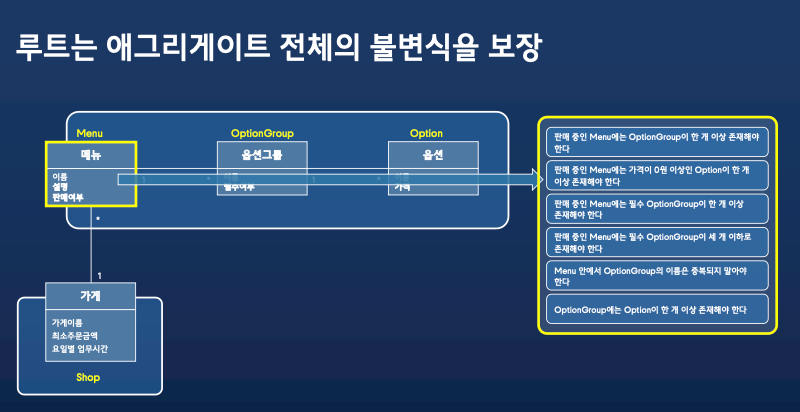 루트는 애그리게이트 전체의 불변식을 보장
Menu
OptionGroup
Option
메뉴
이름
설명
판매여부
옵션그룹
이름
필수여부
옵션
이름
가격
1
*
1
*
*
1
가게
가게이름
최소주문금액
요일별 업무시간
Shop
판매 중인 Menu에는 OptionGroup이 한 개 이상 존재해야
한다
판매 중인 Menu에는 가격이 0원 이상인 Option이 한 개
이상 존재해야 한다
판매 중인 Menu에는 필수 OptionGroup이 한 개 이상
존재해야 한다
판매 중인 Menu에는 필수 OptionGroup이 세 개 이하로
존재해야 한다
Menu 안에서 OptionGroup의 이름은 중복되지 말아야
한다
OptionGroup에는 Option이 한 개 이상 존재해야 한다